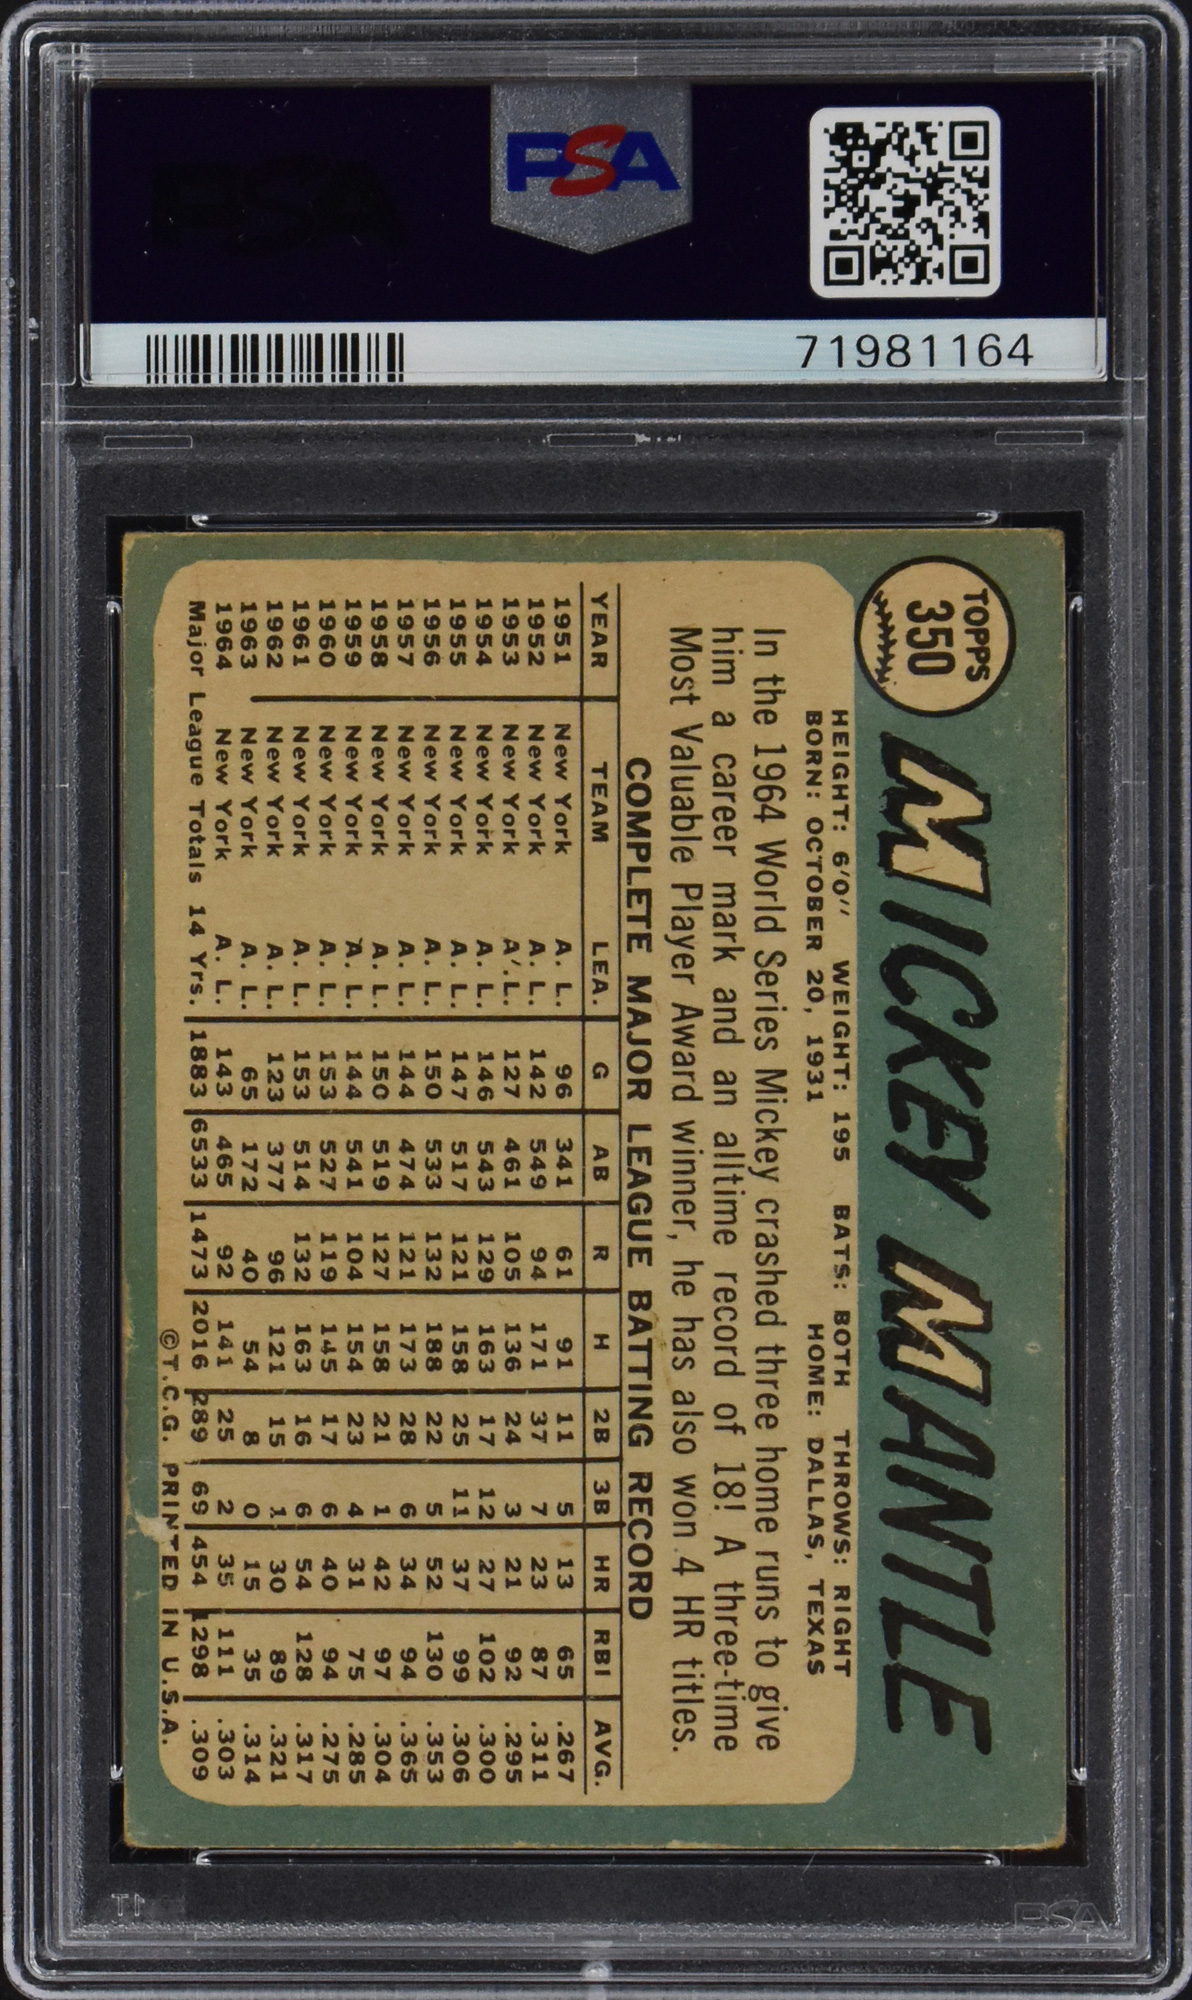 PSA
71981164
TOPPS
350
MICKEY MANTLE
HEIGHT: 6'0" WEIGHT: 195 BATS: BOTH THROWS: RIGHT
BORN: OCTOBER 20, 1931 HOME: DALLAS, TEXAS
In the 1964 World Series Mickey crashed three home runs to give
him a career mark and an alltime record of 18! A three-time
Most Valuable Player Award winner, he has also won 4 HR titles.
COMPLETE MAJOR LEAGUE BATTING RECORD
YEAR TEAM LEA. G AB R H 2B 3B HR RBI AVG.
1951 New York A. L. 96 341 61 91 11 5 13 65 .267
1952 New York A. L. 142 549 94 171 37 7 23 87 .311
1953 New York A. L. 127 461 105 136 24 3 21 92 .295
1954 New York A. L. 146 543 129 163 17 12 27 102 .300
1955 New York A. L. 147 517 121 158 25 11 37 99 .306
1956 New York A. L. 150 533 132 188 22 5 52 130 .353
1957 New York A. L. 144 474 121 173 28 6 34 94 .365
1958 New York A. L. 150 519 127 158 21 1 42 97 .304
1959 New York A. L. 144 541 104 154 23 4 31 75 .285
1960 New York A. L. 153 527 119 145 17 6 40 94 .275
1961 New York A. L. 153 514 132 163 16 6 54 128 .317
1962 New York A. L. 123 377 96 121 15 1 30 89 .321
1963 New York A. L. 65 172 40 54 8 0 15 35 .314
1964 New York A. L. 143 465 92 141 25 2 35 111 .303
Major League Totals 14 Yrs. 1883 6533 1473 2016 289 69 454 1298 .309
©T.C.G. PRINTED IN U.S.A.
PSA